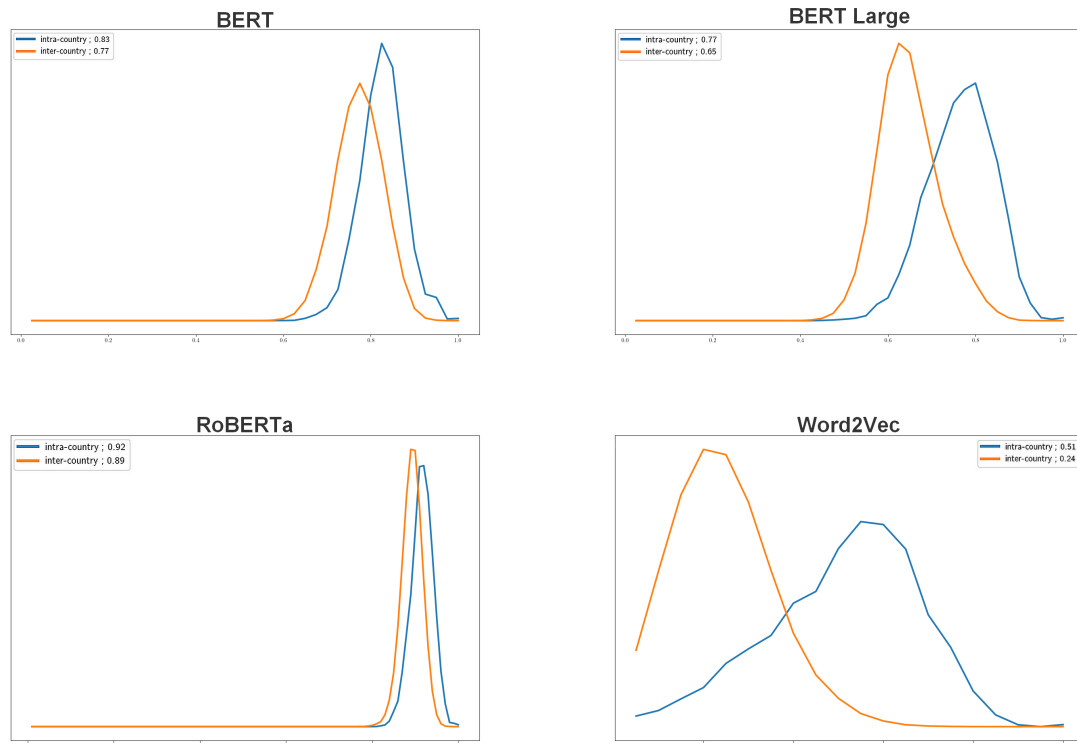 BERT
intra-country ; 0.83
inter-country ; 0.77
0.0 0.2 0.4 0.6 0.8 1.0
BERT Large
intra-country ; 0.77
inter-country ; 0.65
0.0 0.2 0.4 0.6 0.8 1.0
RoBERTa
intra-country ; 0.92
inter-country ; 0.89
Word2Vec
intra-country ; 0.51
inter-country ; 0.24